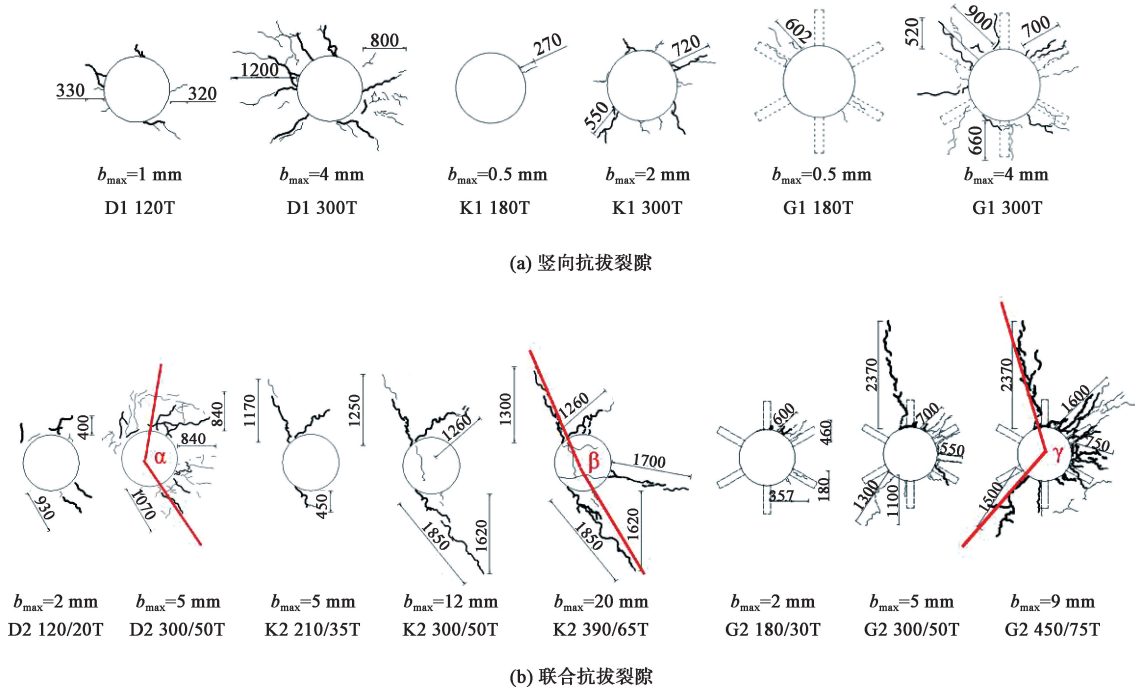 330
320
1200
800
270
550
720
602
520
900
700
660
b_max=1 mm
b_max=4 mm
b_max=0.5 mm
b_max=2 mm
b_max=0.5 mm
b_max=4 mm
D1 120T
D1 300T
K1 180T
K1 300T
G1 180T
G1 300T
(a) 竖向抗拔裂隙
400
930
840
840
α
1070
1170
450
1250
1260
1850
1620
1300
1260
β
1700
1850
1620
600
460
357
180
2370
700
550
1300
1100
2370
1600
750
γ
1500
b_max=2 mm
b_max=5 mm
b_max=5 mm
b_max=12 mm
b_max=20 mm
b_max=2 mm
b_max=5 mm
b_max=9 mm
D2 120/20T
D2 300/50T
K2 210/35T
K2 300/50T
K2 390/65T
G2 180/30T
G2 300/50T
G2 450/75T
(b) 联合抗拔裂隙